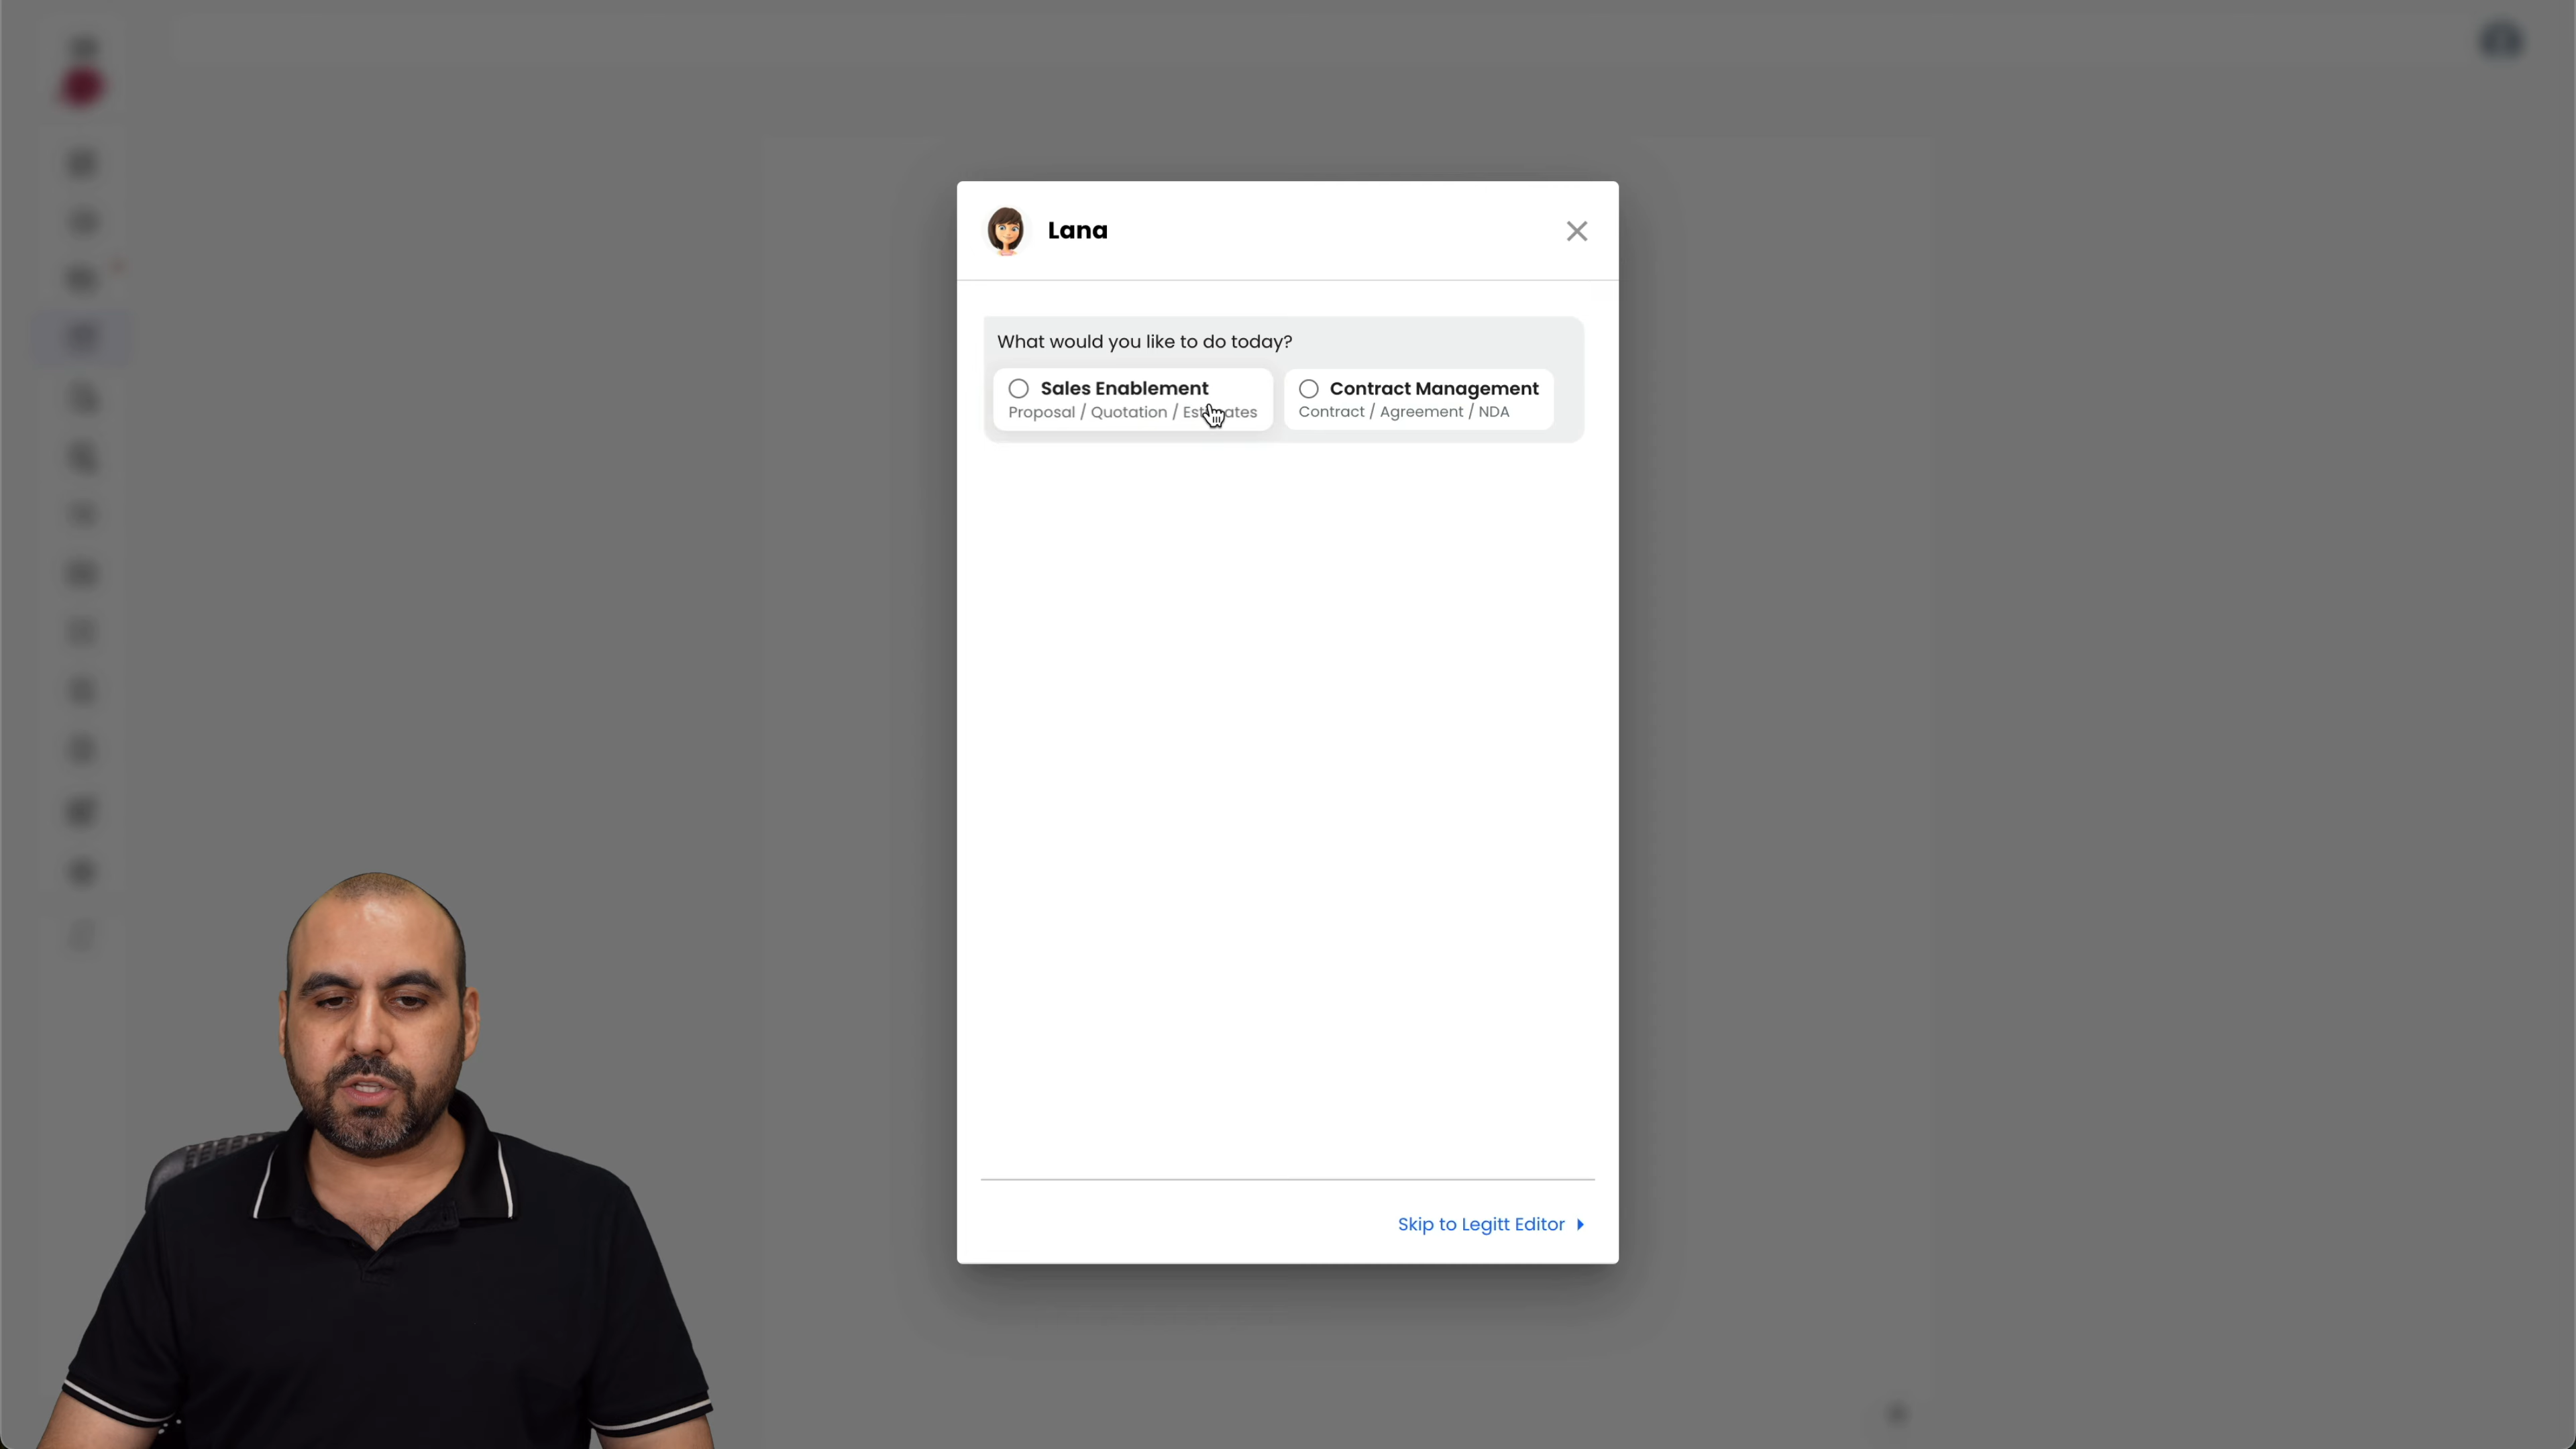 Lana
What would you like to do today?
Sales Enablement
Proposal / Quotation / Estimates
Contract Management
Contract / Agreement / NDA
Skip to Legitt Editor